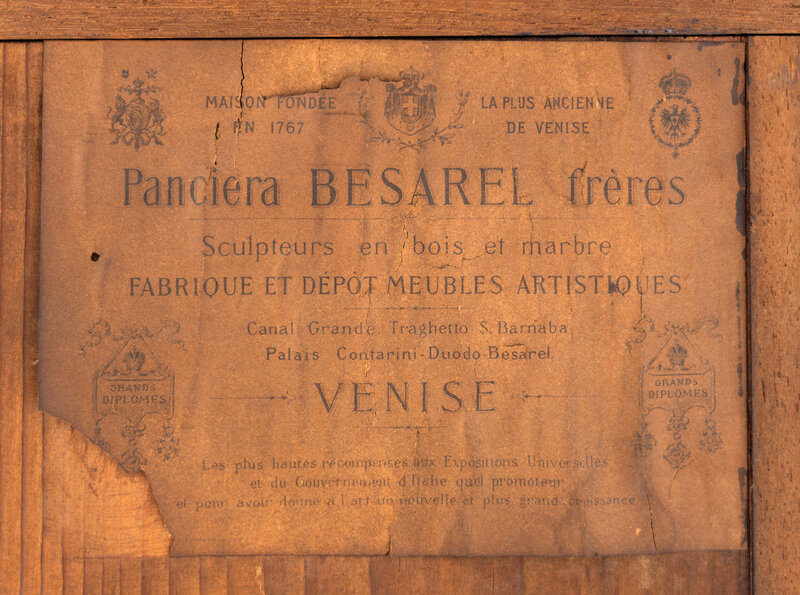 MAISON FONDÉE
EN 1767
LA PLUS ANCIENNE
DE VENISE
Panciera BESAREL frères
Sculpteurs en bois et marbre
FABRIQUE ET DÉPÔT MEUBLES ARTISTIQUES
Canal Grande Traghetto S. Barnaba
Palais Contarini-Duodo-Besarel
GRANDS
DIPLOMES
VENISE
GRANDS
DIPLOMES
Les plus hautes récompenses aux Expositions Universelles
et du Gouvernement d'Italie quel promoteur
et pour avoir donné à l'art un nouvelle et plus grand croissance